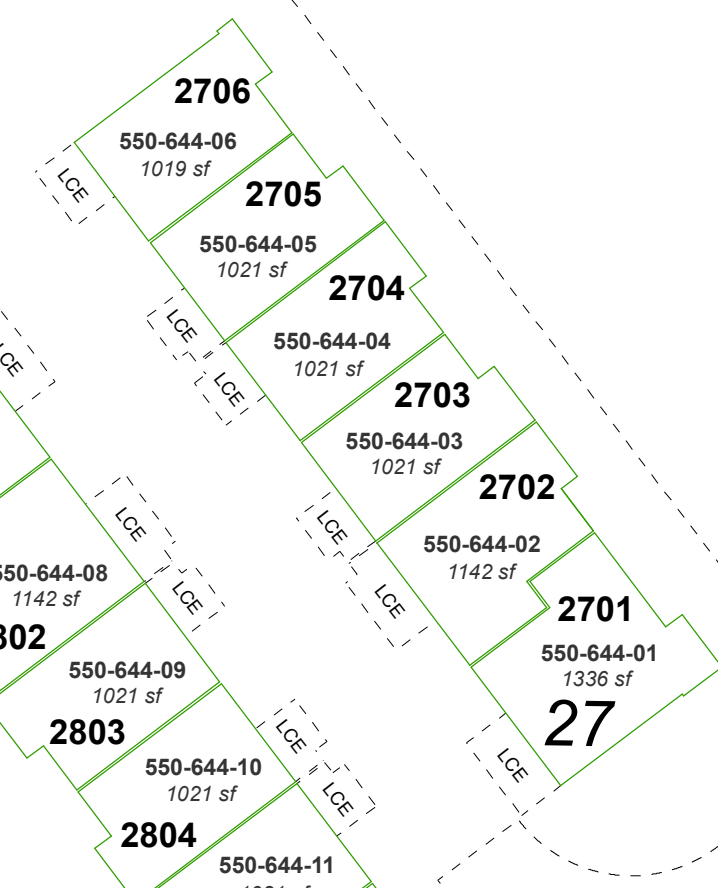 2706
550-644-06
1019 sf
LCE
2705
550-644-05
1021 sf
2704
LCE
550-644-04
1021 sf
LCE
LCE
2703
550-644-03
1021 sf
2702
LCE
LCE
550-644-02
1142 sf
550-644-08
1142 sf
LCE
LCE
2701
802
550-644-01
1336 sf
550-644-09
1021 sf
27
2803
LCE
LCE
550-644-10
1021 sf
LCE
2804
550-644-11